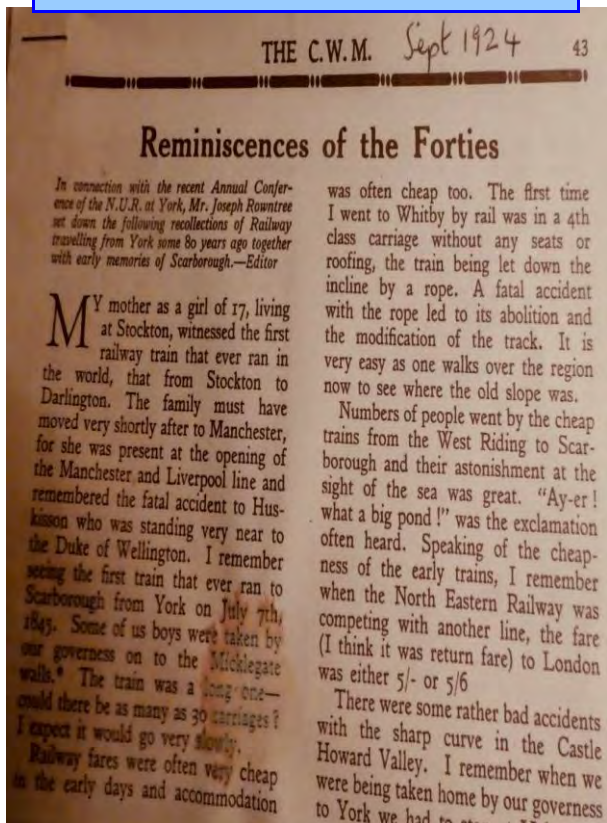 THE C.W.M.
Sept 1924
43
Reminiscences of the Forties
In connection with the recent Annual Confer-
ence of the N.U.R. at York, Mr. Joseph Rowntree
set down the following recollections of Railway
travelling from York some 80 years ago together
with early memories of Scarborough.—Editor
MY mother as a girl of 17, living
at Stockton, witnessed the first
railway train that ever ran in
the world, that from Stockton to
Darlington. The family must have
moved very shortly after to Manchester,
for she was present at the opening of
the Manchester and Liverpool line and
remembered the fatal accident to Hus-
kisson who was standing very near to
the Duke of Wellington. I remember
seeing the first train that ever ran to
Scarborough from York on July 7th,
1845. Some of us boys were taken by
our governess on to the Micklegate
walls.* The train was a long one—
could there be as many as 30 carriages?
I expect it would go very slowly.
Railway fares were often very cheap
in the early days and accommodation
was often cheap too. The first time
I went to Whitby by rail was in a 4th
class carriage without any seats or
roofing, the train being let down the
incline by a rope. A fatal accident
with the rope led to its abolition and
the modification of the track. It is
very easy as one walks over the region
now to see where the old slope was.
Numbers of people went by the cheap
trains from the West Riding to Scar-
borough and their astonishment at the
sight of the sea was great. "Ay-er!
what a big pond!" was the exclamation
often heard. Speaking of the cheap-
ness of the early trains, I remember
when the North Eastern Railway was
competing with another line, the fare
(I think it was return fare) to London
was either 5/- or 5/6
There were some rather bad accidents
with the sharp curve in the Castle
Howard Valley. I remember when we
were being taken home by our governess
to York we had to